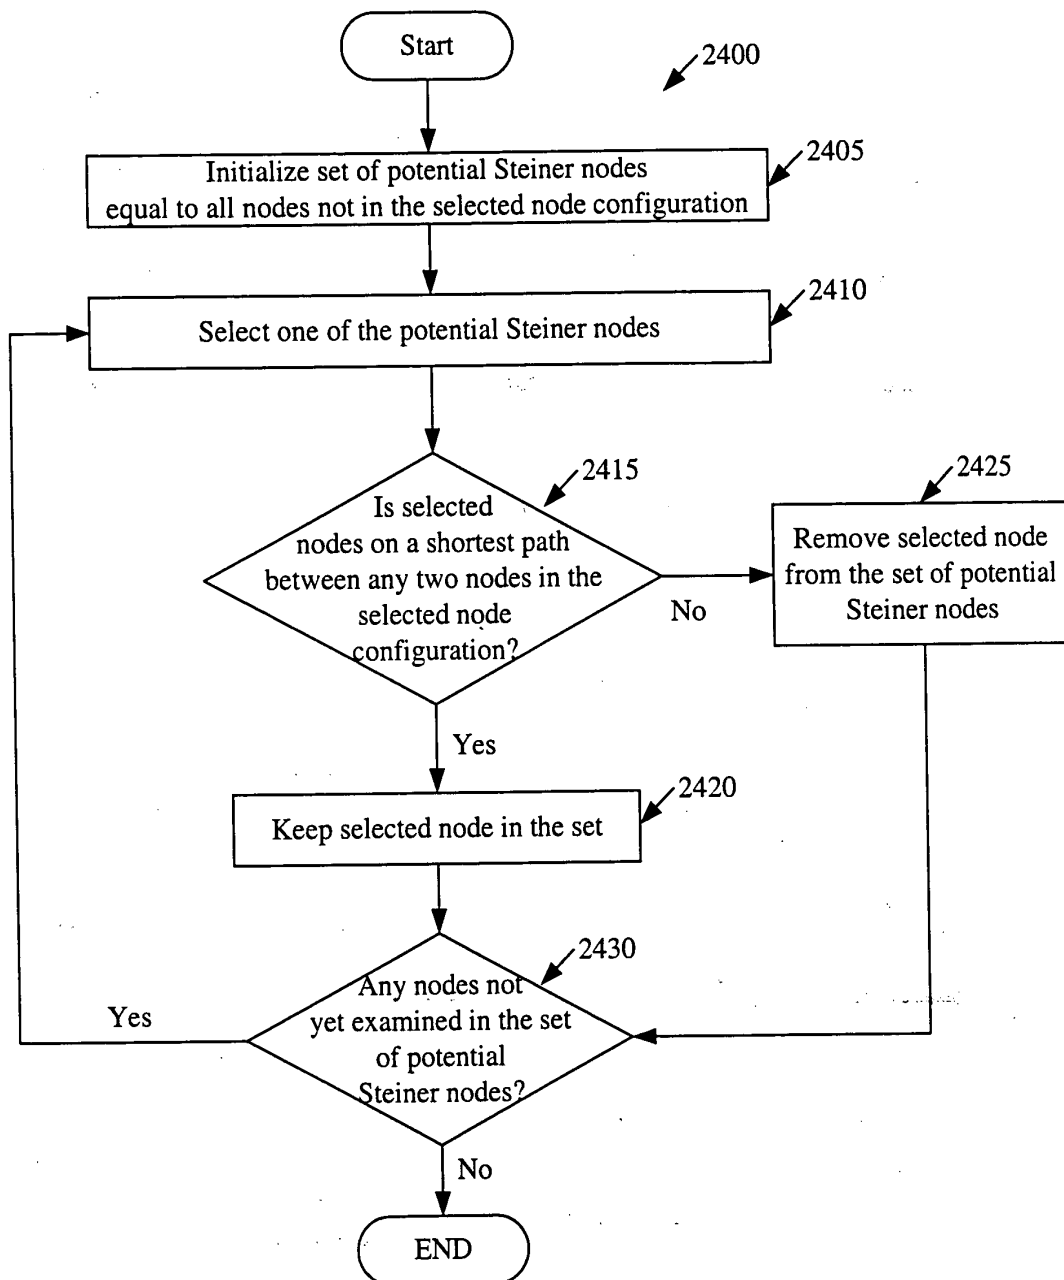 Start
2400
Initialize set of potential Steiner nodes
equal to all nodes not in the selected node configuration
2405
Select one of the potential Steiner nodes
2410
Is selected
nodes on a shortest path
between any two nodes in the
selected node
configuration?
2415
No
Remove selected node
from the set of potential
Steiner nodes
2425
Yes
Keep selected node in the set
2420
Any nodes not
yet examined in the set
of potential
Steiner nodes?
2430
Yes
No
END